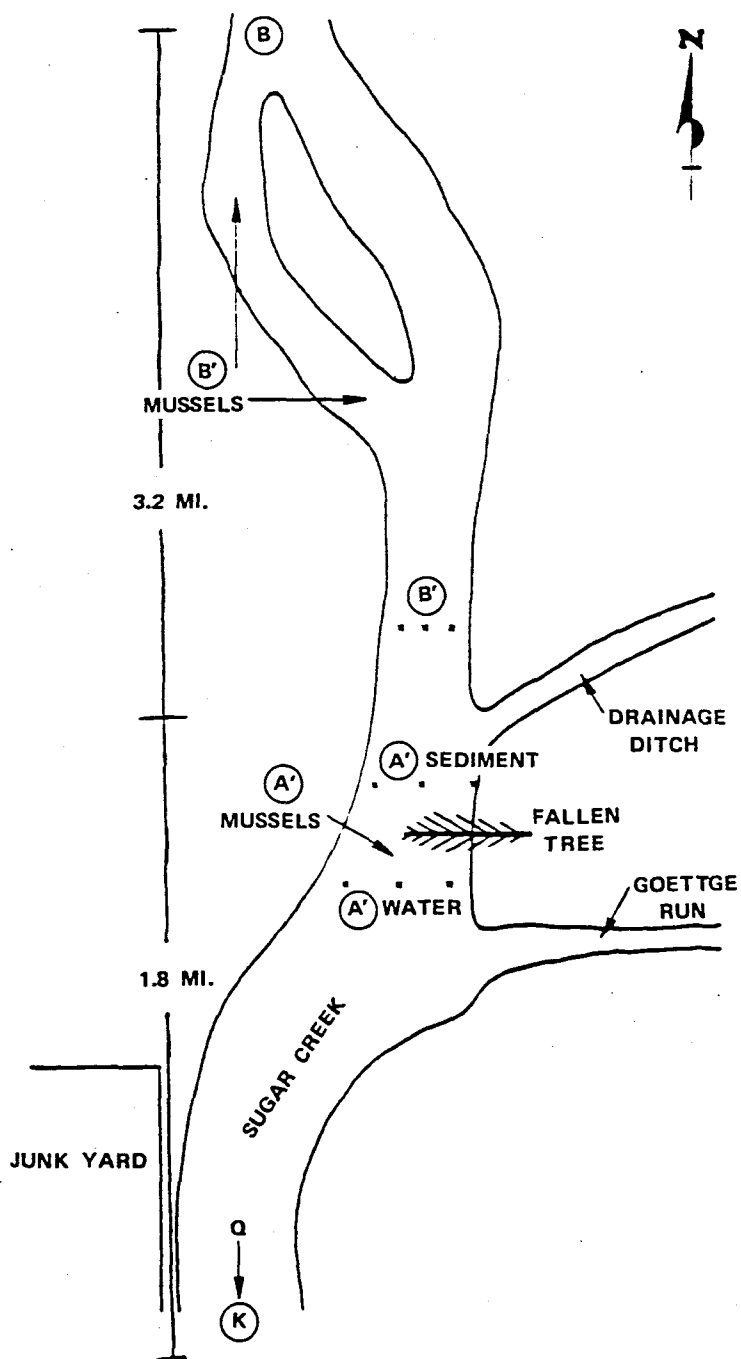 B
N
B'
MUSSELS
3.2 MI.
B'
DRAINAGE
DITCH
A' SEDIMENT
A'
MUSSELS
FALLEN
TREE
A' WATER
GOETTGE
RUN
1.8 MI.
SUGAR CREEK
JUNK YARD
Q
K